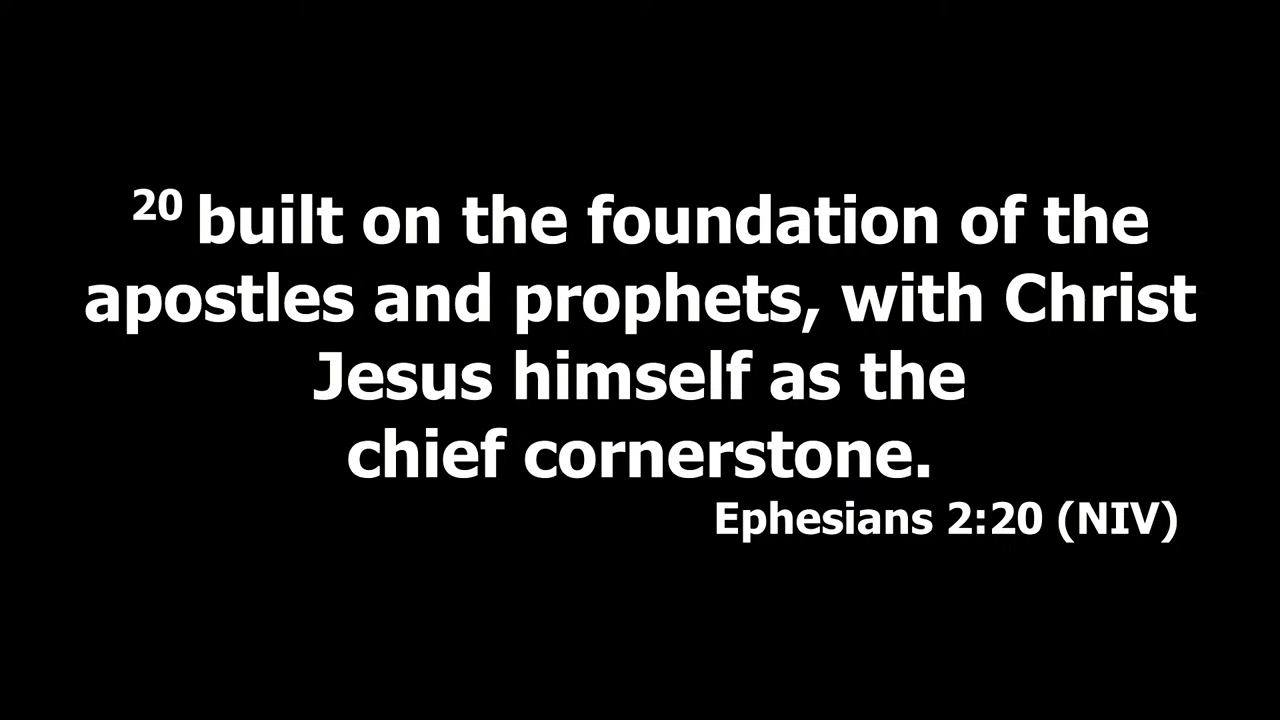 20 built on the foundation of the
apostles and prophets, with Christ
Jesus himself as the
chief cornerstone.
Ephesians 2:20 (NIV)